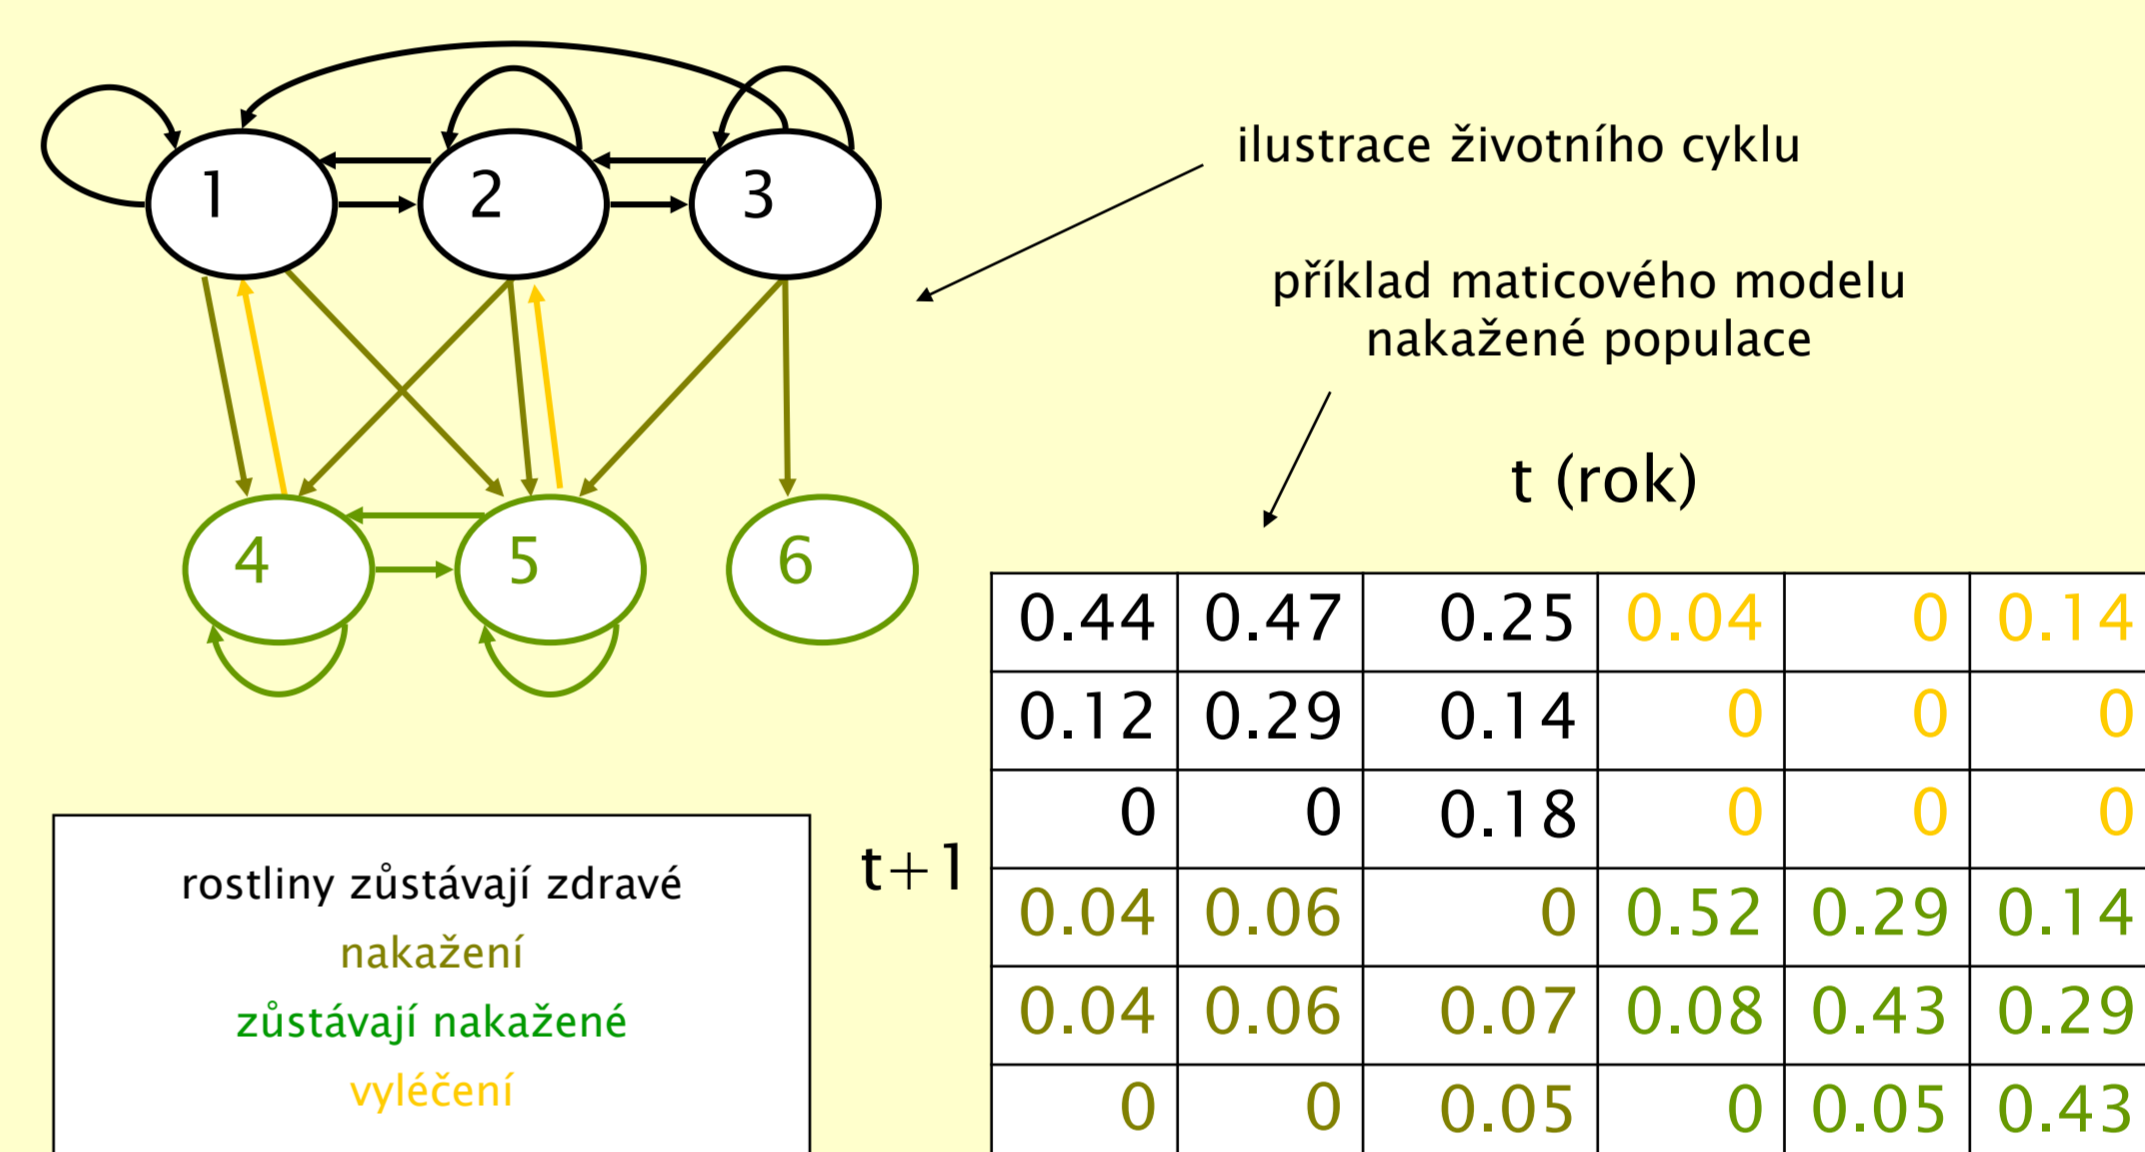 1 2 3
4 5 6
ilustrace životního cyklu
příklad maticového modelu
nakažené populace
t (rok)
t+1
0.44 0.47 0.25 0.04 0 0.14
0.12 0.29 0.14 0 0 0
0 0 0.18 0 0 0
0.04 0.06 0 0.52 0.29 0.14
0.04 0.06 0.07 0.08 0.43 0.29
0 0 0.05 0 0.05 0.43
rostliny zůstávají zdravé
nakažení
zůstávají nakažené
vyléčení